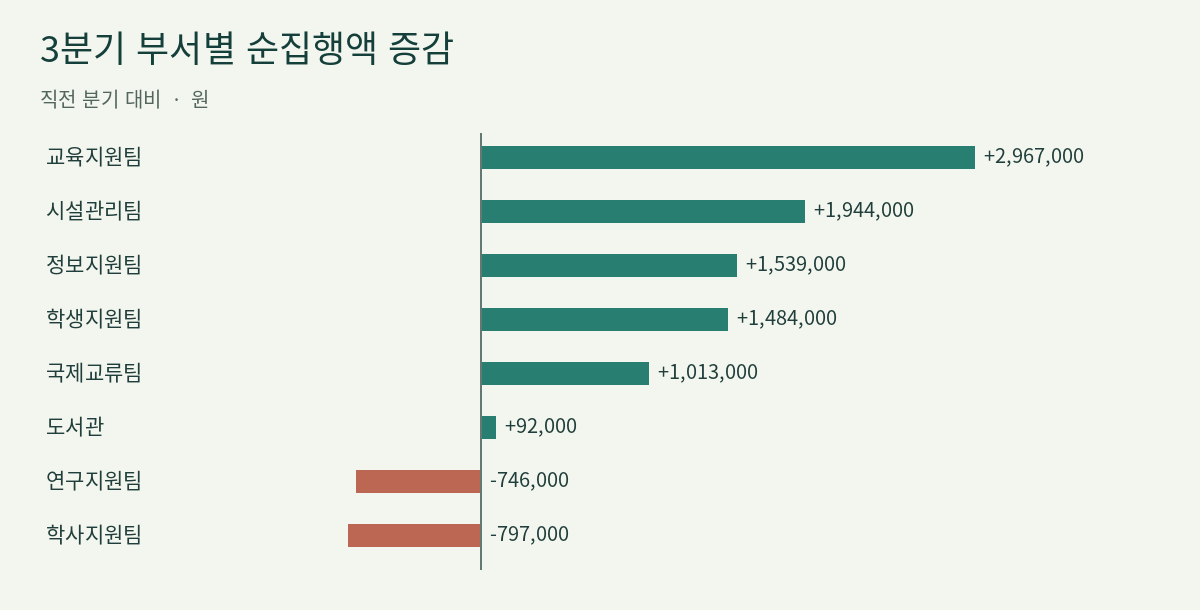 3분기 부서별 순집행액 증감
직전 분기 대비 · 원
교육지원팀 +2,967,000
시설관리팀 +1,944,000
정보지원팀 +1,539,000
학생지원팀 +1,484,000
국제교류팀 +1,013,000
도서관 +92,000
연구지원팀 -746,000
학사지원팀 -797,000